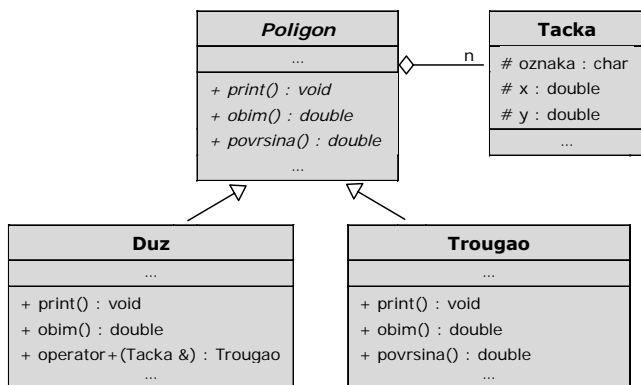 Poligon
...
+ print() : void
+ obim() : double
+ povrsina() : double
...
n
Tacka
# oznaka : char
# x : double
# y : double
...
Duz
...
+ print() : void
+ obim() : double
+ operator+(Tacka &) : Trougao
...
Trougao
...
+ print() : void
+ obim() : double
+ povrsina() : double
...